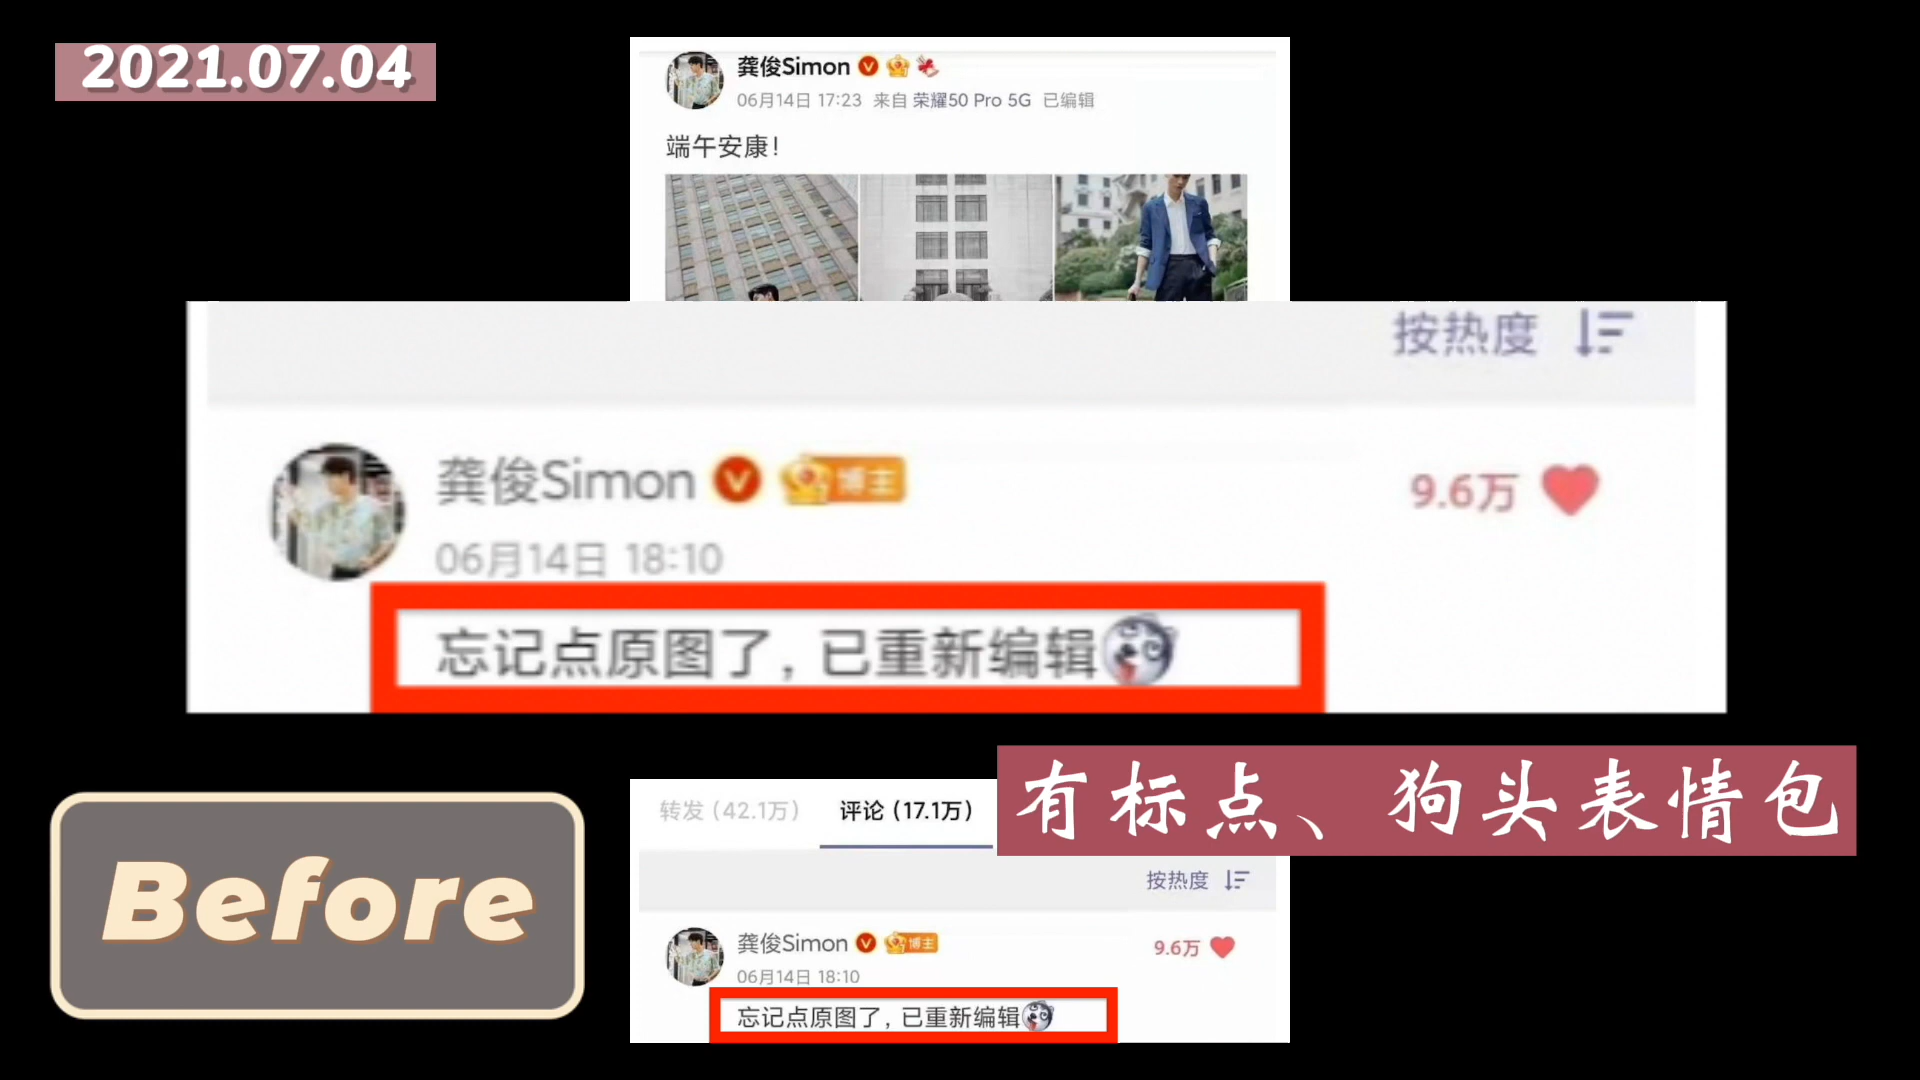 2021.07.04
龚俊Simon
06月14日 17:23 来自 荣耀50 Pro 5G 已编辑
端午安康!
按热度
龚俊Simon 博主
9.6万
06月14日 18:10
忘记点原图了，已重新编辑
有标点、狗头表情包
转发 (42.1万) 评论 (17.1万)
按热度
Before
龚俊Simon 博主
9.6万
06月14日 18:10
忘记点原图了，已重新编辑